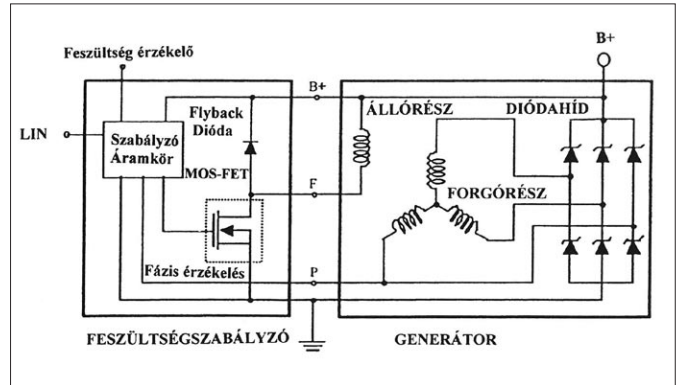 Feszültség érzékelő
B+
LIN
Szabályzó
Áramkör
Flyback
Dióda
MOS-FET
B+
F
P
Fázis érzékelés
ÁLLÓRÉSZ
DIÓDAHÍD
FORGÓRÉSZ
FESZÜLTSÉGSZABÁLYZÓ
GENERÁTOR